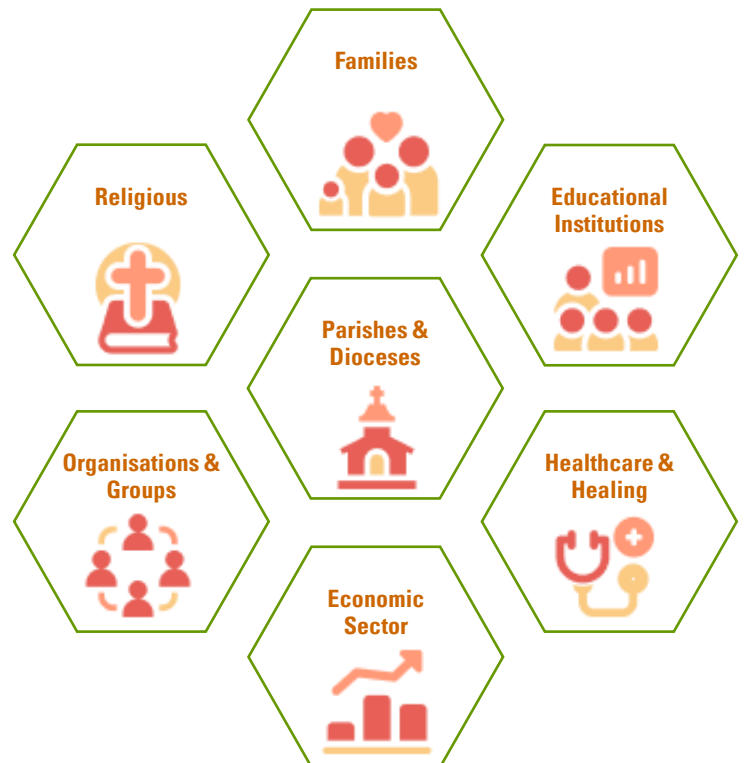 Families
Religious
Educational
Institutions
Parishes &
Dioceses
Organisations &
Groups
Healthcare &
Healing
Economic
Sector